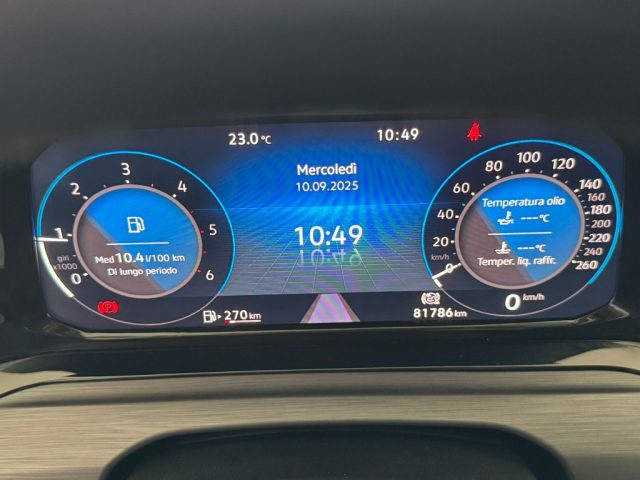 23.0 °C
10:49
Mercoledì
10.09.2025
10:49
1
2
3
4
5
6
0
giri
x1000
Med 10.4 l/100 km
Di lungo periodo
P
270 km
0
20
40
60
80
100
120
140
160
180
200
220
240
260
km/h
Temperatura olio
---°C
---°C
Temper. liq. raffr.
0 km/h
81786 km